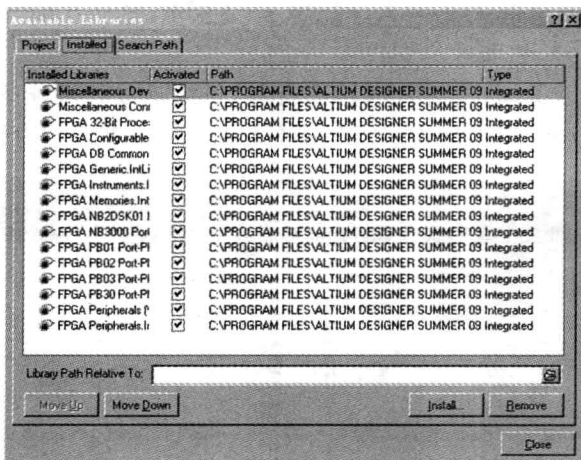 Available Libraries
Project Installed Search Path
Installed Libraries Activated Path Type
Miscellaneous Dev C:\PROGRAM FILES\ALTIUM DESIGNER SUMMER 09 Integrated
Miscellaneous Conn C:\PROGRAM FILES\ALTIUM DESIGNER SUMMER 09 Integrated
FPGA 32-Bit Proce: C:\PROGRAM FILES\ALTIUM DESIGNER SUMMER 09 Integrated
FPGA Configurable C:\PROGRAM FILES\ALTIUM DESIGNER SUMMER 09 Integrated
FPGA DB Common C:\PROGRAM FILES\ALTIUM DESIGNER SUMMER 09 Integrated
FPGA Generic.IntLi C:\PROGRAM FILES\ALTIUM DESIGNER SUMMER 09 Integrated
FPGA Instruments.I C:\PROGRAM FILES\ALTIUM DESIGNER SUMMER 09 Integrated
FPGA Memories.Int C:\PROGRAM FILES\ALTIUM DESIGNER SUMMER 09 Integrated
FPGA NB2DSK01 I C:\PROGRAM FILES\ALTIUM DESIGNER SUMMER 09 Integrated
FPGA NB3000 Port C:\PROGRAM FILES\ALTIUM DESIGNER SUMMER 09 Integrated
FPGA PB01 Port-Pl C:\PROGRAM FILES\ALTIUM DESIGNER SUMMER 09 Integrated
FPGA PB02 Port-Pl C:\PROGRAM FILES\ALTIUM DESIGNER SUMMER 09 Integrated
FPGA PB03 Port-Pl C:\PROGRAM FILES\ALTIUM DESIGNER SUMMER 09 Integrated
FPGA PB30 Port-Pl C:\PROGRAM FILES\ALTIUM DESIGNER SUMMER 09 Integrated
FPGA Peripherals (' C:\PROGRAM FILES\ALTIUM DESIGNER SUMMER 09 Integrated
FPGA Peripherals.Ir C:\PROGRAM FILES\ALTIUM DESIGNER SUMMER 09 Integrated
Library Path Relative To:
Move Up Move Down Install... Remove
Close